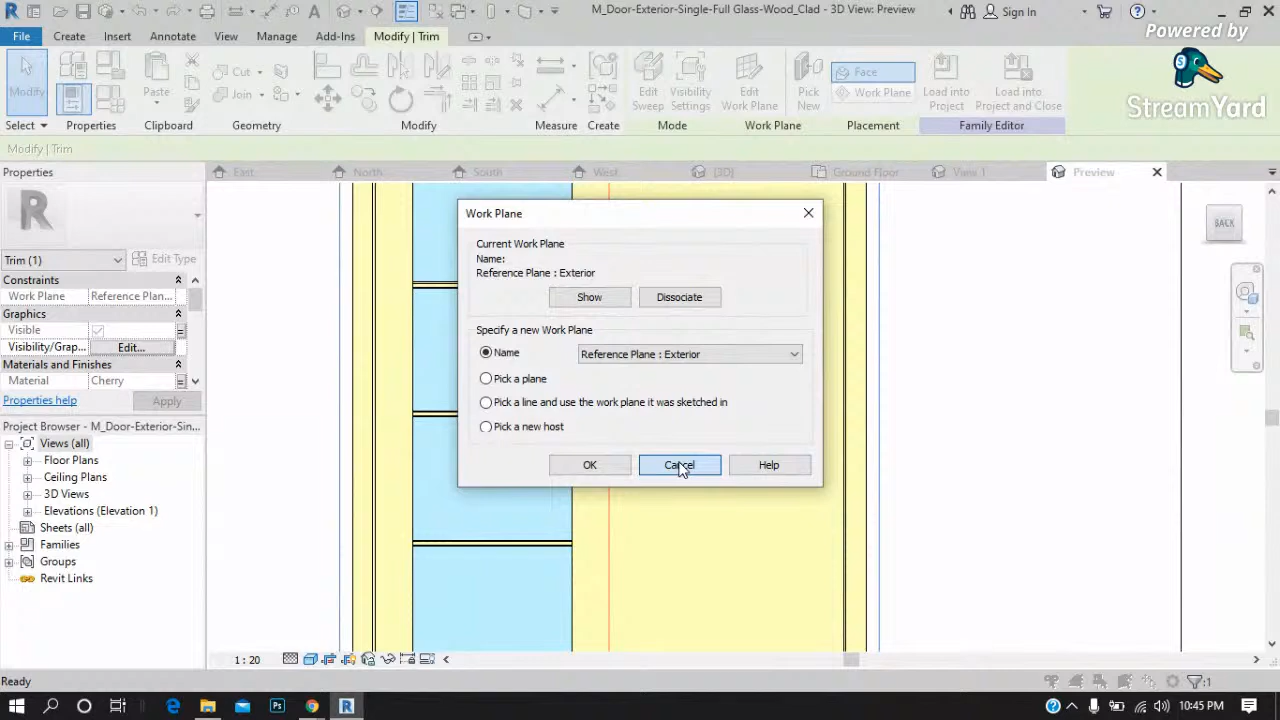 M_Door-Exterior-Single-Full Glass-Wood_Clad - 3D View: Preview
Sign In
Powered by
StreamYard
File
Create
Insert
Annotate
View
Manage
Add-Ins
Modify | Trim
Modify
Paste
Cut
Join
Edit Sweep
Visibility Settings
Edit Work Plane
Pick New
Face
Work Plane
Load into Project
Load into Project and Close
Select
Properties
Clipboard
Geometry
Modify
Measure
Create
Mode
Work Plane
Placement
Family Editor
Modify | Trim
Properties
East
North
South
West
{3D}
Ground Floor
View 1
Preview
R
Trim (1)
Edit Type
Constraints
Work Plane
Reference Plan...
Graphics
Visible
Visibility/Grap...
Edit...
Materials and Finishes
Material
Cherry
Properties help
Apply
Project Browser - M_Door-Exterior-Sin...
Views (all)
Floor Plans
Ceiling Plans
3D Views
Elevations (Elevation 1)
Sheets (all)
Families
Groups
Revit Links
Work Plane
Current Work Plane
Name:
Reference Plane : Exterior
Show
Dissociate
Specify a new Work Plane
Name
Reference Plane : Exterior
Pick a plane
Pick a line and use the work plane it was sketched in
Pick a new host
OK
Cancel
Help
BACK
1 : 20
Ready
:1
10:45 PM